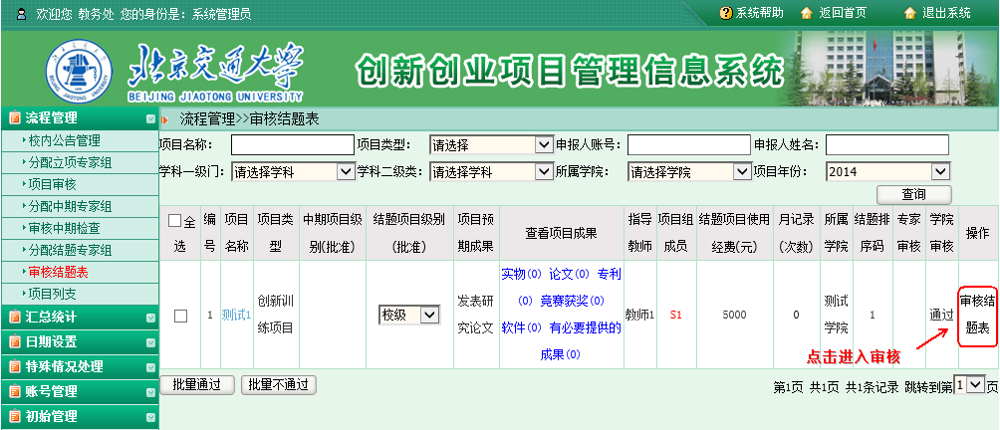 欢迎您 教务处 您的身份是：系统管理员
系统帮助
返回首页
退出系统
北京交通大学
BEIJING JIAOTONG UNIVERSITY
创新创业项目管理信息系统
流程管理
校内公告管理
分配立项专家组
项目审核
分配中期专家组
审核中期检查
分配结题专家组
审核结题表
项目列支
汇总统计
日期设置
特殊情况处理
账号管理
初始管理
流程管理>>审核结题表
项目名称： 项目类型： 请选择 申报人账号： 申报人姓名：
学科一级门： 请选择学科 学科二级类： 请选择学科 所属学院： 请选择学院 项目年份： 2014
查询
全选
编号
项目名称
项目类型
中期项目级别(批准)
结题项目级别(批准)
项目预期成果
查看项目成果
指导教师
项目组成员
结题项目使用经费(元)
月记录(次数)
所属学院
结题排序码
专家审核
学院审核
操作
1
测试1
创新训练项目
校级
发表研究论文
实物(0) 论文(0) 专利
(0) 竞赛获奖(0)
软件(0) 有必要提供的
成果(0)
教师1
S1
5000
0
测试学院
1
通过
审核结题表
点击进入审核
批量通过 批量不通过
第1页 共1页 共1条记录 跳转到第 1 页